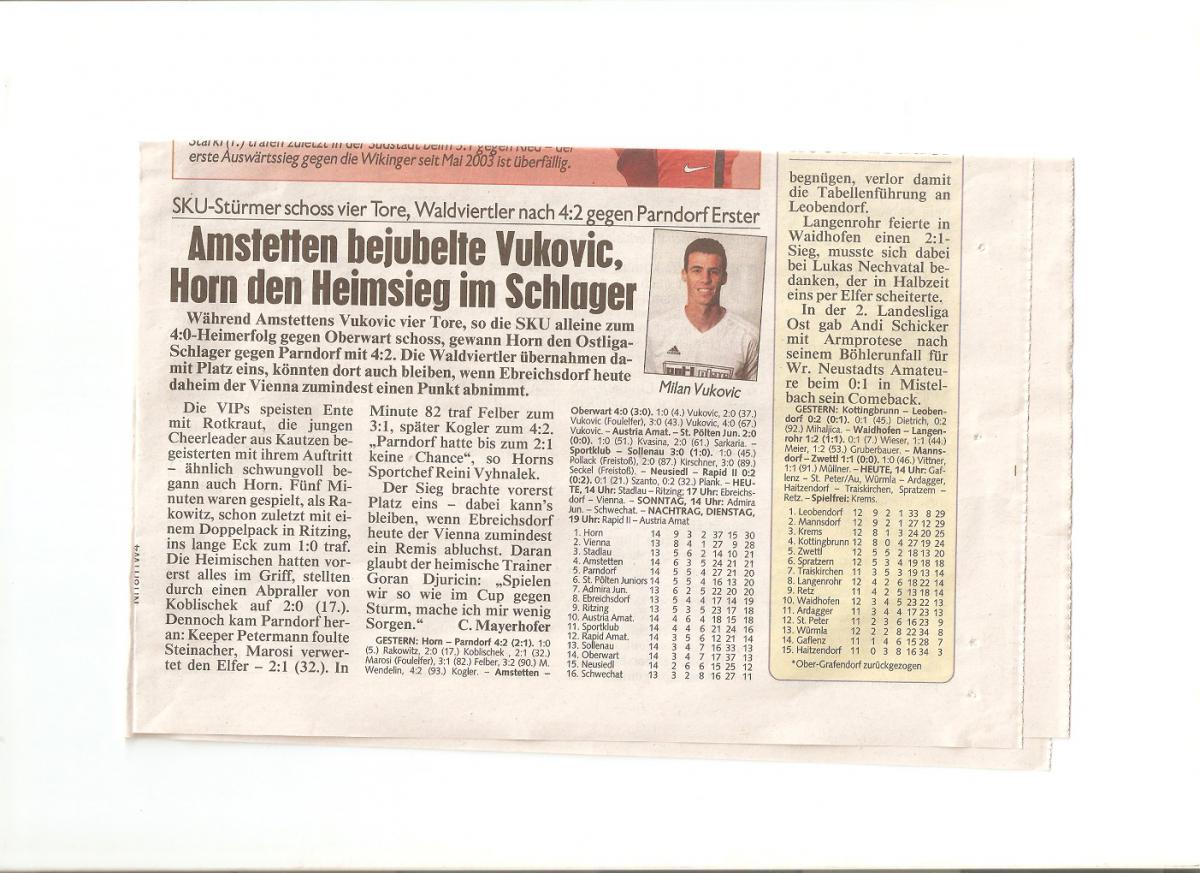 Starkl (1.) trafen zuletzt in der Südstadt beim 3:1 gegen Ried – der
erste Auswärtssieg gegen die Wikinger seit Mai 2003 ist überfällig.
SKU-Stürmer schoss vier Tore, Waldviertler nach 4:2 gegen Parndorf Erster
Amstetten bejubelte Vukovic,
Horn den Heimsieg im Schlager
Während Amstettens Vukovic vier Tore, so die SKU alleine zum
4:0-Heimerfolg gegen Oberwart schoss, gewann Horn den Ostliga-
Schlager gegen Parndorf mit 4:2. Die Waldviertler übernahmen da-
mit Platz eins, könnten dort auch bleiben, wenn Ebreichsdorf heute
daheim der Vienna zumindest einen Punkt abnimmt.
Milan Vukovic
Die VIPs speisten Ente
mit Rotkraut, die jungen
Cheerleader aus Kautzen be-
geisterten mit ihrem Auftritt
– ähnlich schwungvoll be-
gann auch Horn. Fünf Mi-
nuten waren gespielt, als Ra-
kowitz, schon zuletzt mit ei-
nem Doppelpack in Ritzing,
ins lange Eck zum 1:0 traf.
Die Heimischen hatten vor-
erst alles im Griff, stellten
durch einen Abpraller von
Koblischek auf 2:0 (17.).
Dennoch kam Parndorf her-
an: Keeper Petermann foulte
Steinacher, Marosi verwer-
tet den Elfer – 2:1 (32.). In
Minute 82 traf Felber zum
3:1, später Kogler zum 4:2.
„Parndorf hatte bis zum 2:1
keine Chance“, so Horns
Sportchef Reini Vyhnalek.
Der Sieg brachte vorerst
Platz eins – dabei kann's
bleiben, wenn Ebreichsdorf
heute der Vienna zumindest
ein Remis abluchst. Daran
glaubt der heimische Trainer
Goran Djuricin: „Spielen
wir so wie im Cup gegen
Sturm, mache ich mir wenig
Sorgen.“ C. Mayerhofer
GESTERN: Horn – Parndorf 4:2 (2:1). 1:0
(5.) Rakowitz, 2:0 (17.) Koblischek , 2:1 (32.)
Marosi (Foulelfer), 3:1 (82.) Felber, 3:2 (90.) M.
Wendelin, 4:2 (93.) Kogler. – Amstetten –
Oberwart 4:0 (3:0). 1:0 (4.) Vukovic, 2:0 (37.)
Vukovic (Foulelfer), 3:0 (43.) Vukovic, 4:0 (67.)
Vukovic. – Austria Amat. – St. Pölten Jun. 2:0
(0:0). 1:0 (51.) Kvasina, 2:0 (61.) Sarkaria. –
Sportklub – Sollenau 3:0 (1:0). 1:0 (45.)
Pollack (Freistoß), 2:0 (87.) Kirschner, 3:0 (89.)
Seckel (Freistoß). – Neusiedl – Rapid II 0:2
(0:2). 0:1 (21.) Szanto, 0:2 (32.) Plank. – HEU-
TE, 14 Uhr: Stadlau – Ritzing; 17 Uhr: Ebreichs-
dorf – Vienna. – SONNTAG, 14 Uhr: Admira
Jun. – Schwechat. – NACHTRAG, DIENSTAG,
19 Uhr: Rapid II – Austria Amat
1. Horn 14 9 3 2 37 15 30
2. Vienna 13 8 4 1 27 9 28
3. Stadlau 13 5 6 2 14 10 21
4. Amstetten 14 6 3 5 24 21 21
5. Parndorf 14 5 5 4 27 21 20
6. St. Pölten Juniors 14 5 5 4 16 13 20
7. Admira Jun. 13 6 2 5 22 20 20
8. Ebreichsdorf 13 5 4 4 17 14 19
9. Ritzing 13 5 3 5 23 17 18
10. Austria Amat. 14 4 6 4 18 15 18
11. Sportklub 14 4 4 6 21 24 16
12. Rapid Amat. 14 3 5 6 12 21 14
13. Sollenau 14 3 4 7 16 33 13
14. Oberwart 14 3 4 7 17 37 13
15. Neusiedl 14 2 6 6 15 25 12
16. Schwechat 13 3 2 8 16 27 11
begnügen, verlor damit
die Tabellenführung an
Leobendorf.
Langenrohr feierte in
Waidhofen einen 2:1-
Sieg, musste sich dabei
bei Lukas Nechvatal be-
danken, der in Halbzeit
eins per Elfer scheiterte.
In der 2. Landesliga
Ost gab Andi Schicker
mit Armprotese nach
seinem Böhlerunfall für
Wr. Neustadts Amateu-
re beim 0:1 in Mistel-
bach sein Comeback.
GESTERN: Kottingbrunn – Leoben-
dorf 0:2 (0:1). 0:1 (45.) Dietrich, 0:2
(92.) Mihaljica. – Waidhofen – Langen-
rohr 1:2 (1:1). 0:1 (7.) Wieser, 1:1 (44.)
Meier, 1:2 (53.) Gruberbauer. – Manns-
dorf – Zwettl 1:1 (0:0). 1:0 (46.) Vittner,
1:1 (91.) Müllner. – HEUTE, 14 Uhr: Gaf-
lenz – St. Peter/Au, Würmla – Ardagger,
Haitzendorf – Traiskirchen, Spratzern –
Retz. – Spielfrei: Krems.
1. Leobendorf 12 9 2 1 33 8 29
2. Mannsdorf 12 9 2 1 27 12 29
3. Krems 12 8 1 3 24 20 25
4. Kottingbrunn 12 8 0 4 27 19 24
5. Zwettl 12 5 5 2 18 13 20
6. Spratzern 12 5 3 4 19 18 18
7. Traiskirchen 11 3 5 3 19 13 14
8. Langenrohr 12 4 2 6 18 22 14
9. Retz 11 4 2 5 13 18 14
10. Waidhofen 12 3 4 5 23 22 13
11. Ardagger 11 3 4 4 17 23 13
12. St. Peter 11 2 3 6 16 23 9
13. Würmla 12 2 2 8 22 34 8
14. Gaflenz 11 1 4 6 15 28 7
15. Haitzendorf 11 0 3 8 16 34 3
*Ober-Grafendorf zurückgezogen